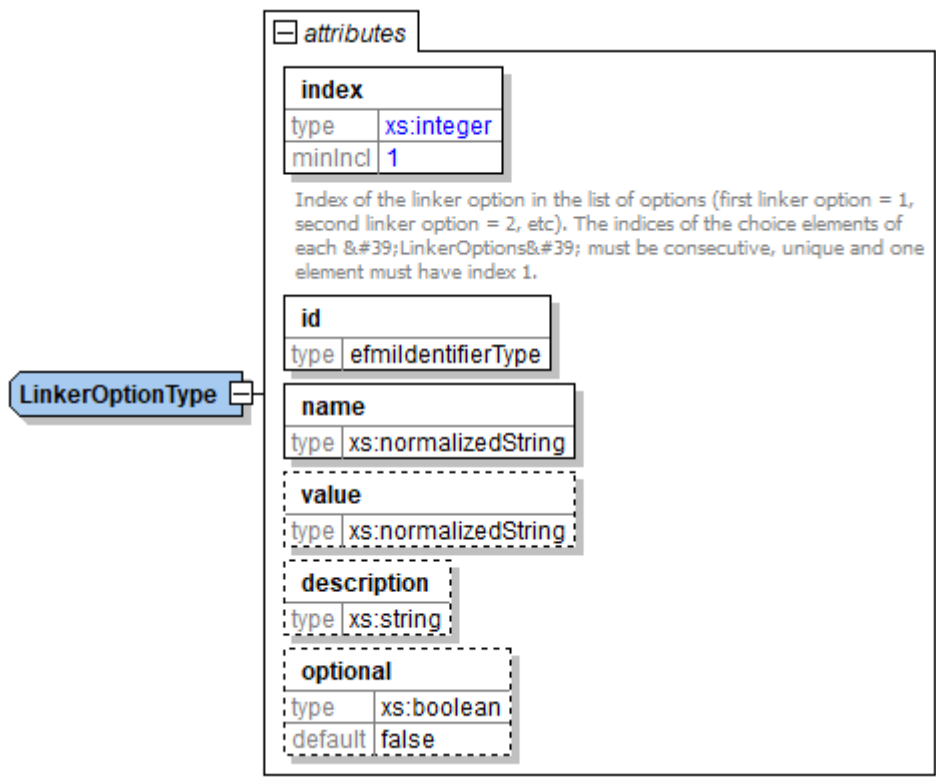 attributes
index
type xs:integer
minIncl 1
Index of the linker option in the list of options (first linker option = 1,
second linker option = 2, etc). The indices of the choice elements of
each &#39;LinkerOptions&#39; must be consecutive, unique and one
element must have index 1.
id
type efmiIdentifierType
LinkerOptionType
name
type xs:normalizedString
value
type xs:normalizedString
description
type xs:string
optional
type xs:boolean
default false